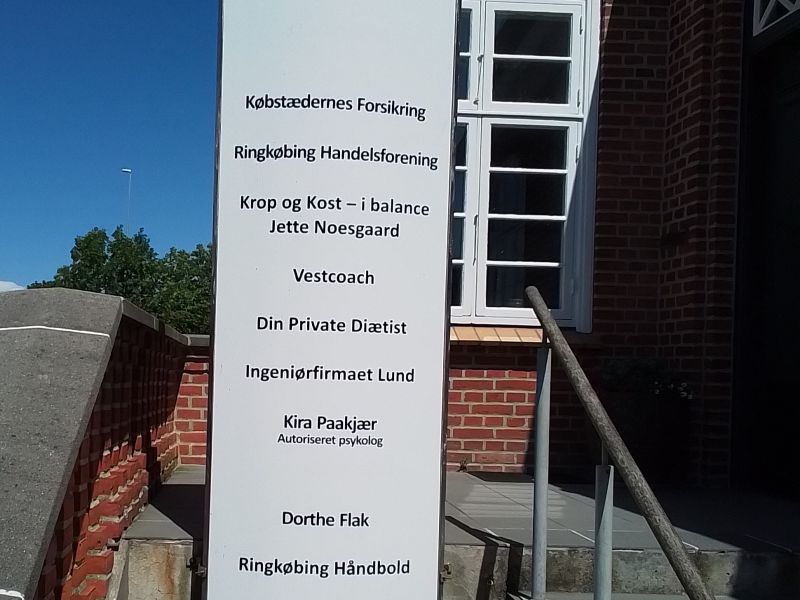 Købstædernes Forsikring
Ringkøbing Handelsforening
Krop og Kost – i balance
Jette Noesgaard
Vestcoach
Din Private Diætist
Ingeniørfirmaet Lund
Kira Paakjær
Autoriseret psykolog
Dorthe Flak
Ringkøbing Håndbold